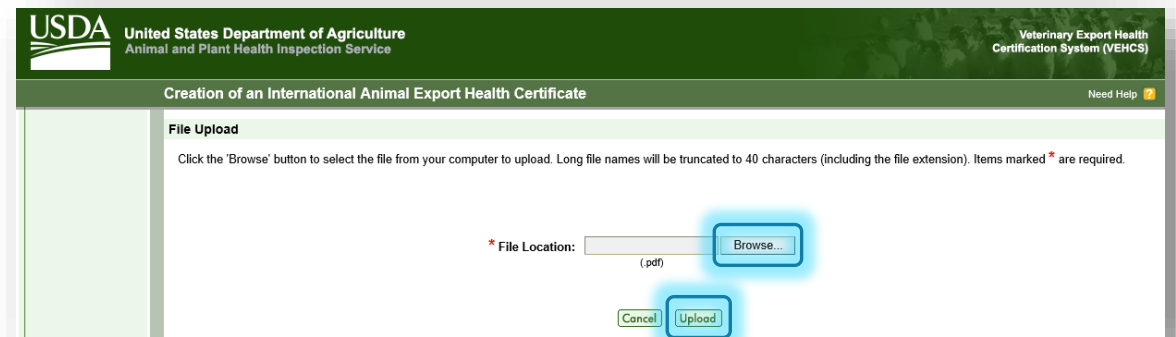 USDA
United States Department of Agriculture
Animal and Plant Health Inspection Service
Veterinary Export Health
Certification System (VEHCS)
Creation of an International Animal Export Health Certificate
Need Help ?
File Upload
Click the 'Browse' button to select the file from your computer to upload. Long file names will be truncated to 40 characters (including the file extension). Items marked * are required.
* File Location: Browse...
(.pdf)
Cancel Upload